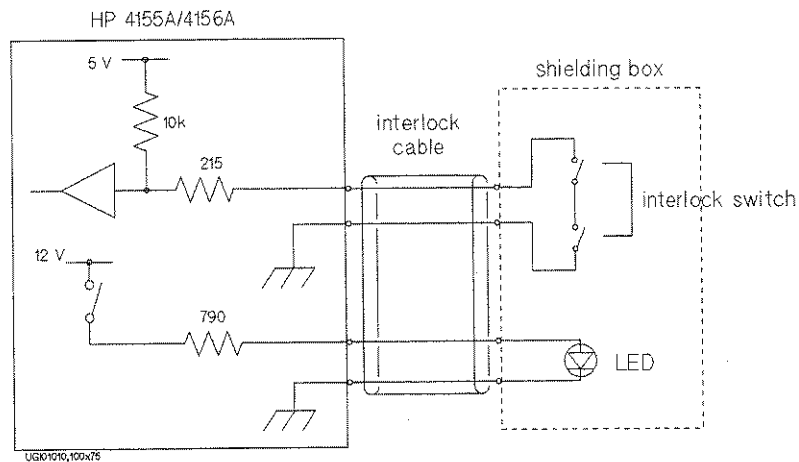 HP 4155A/4156A
5 V
10k
215
12 V
790
interlock
cable
shielding box
interlock switch
LED
UGI01010,100x75